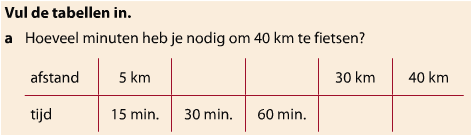 Vul de tabellen in.
a Hoeveel minuten heb je nodig om 40 km te fietsen?
afstand 5 km 30 km 40 km
tijd 15 min. 30 min. 60 min.